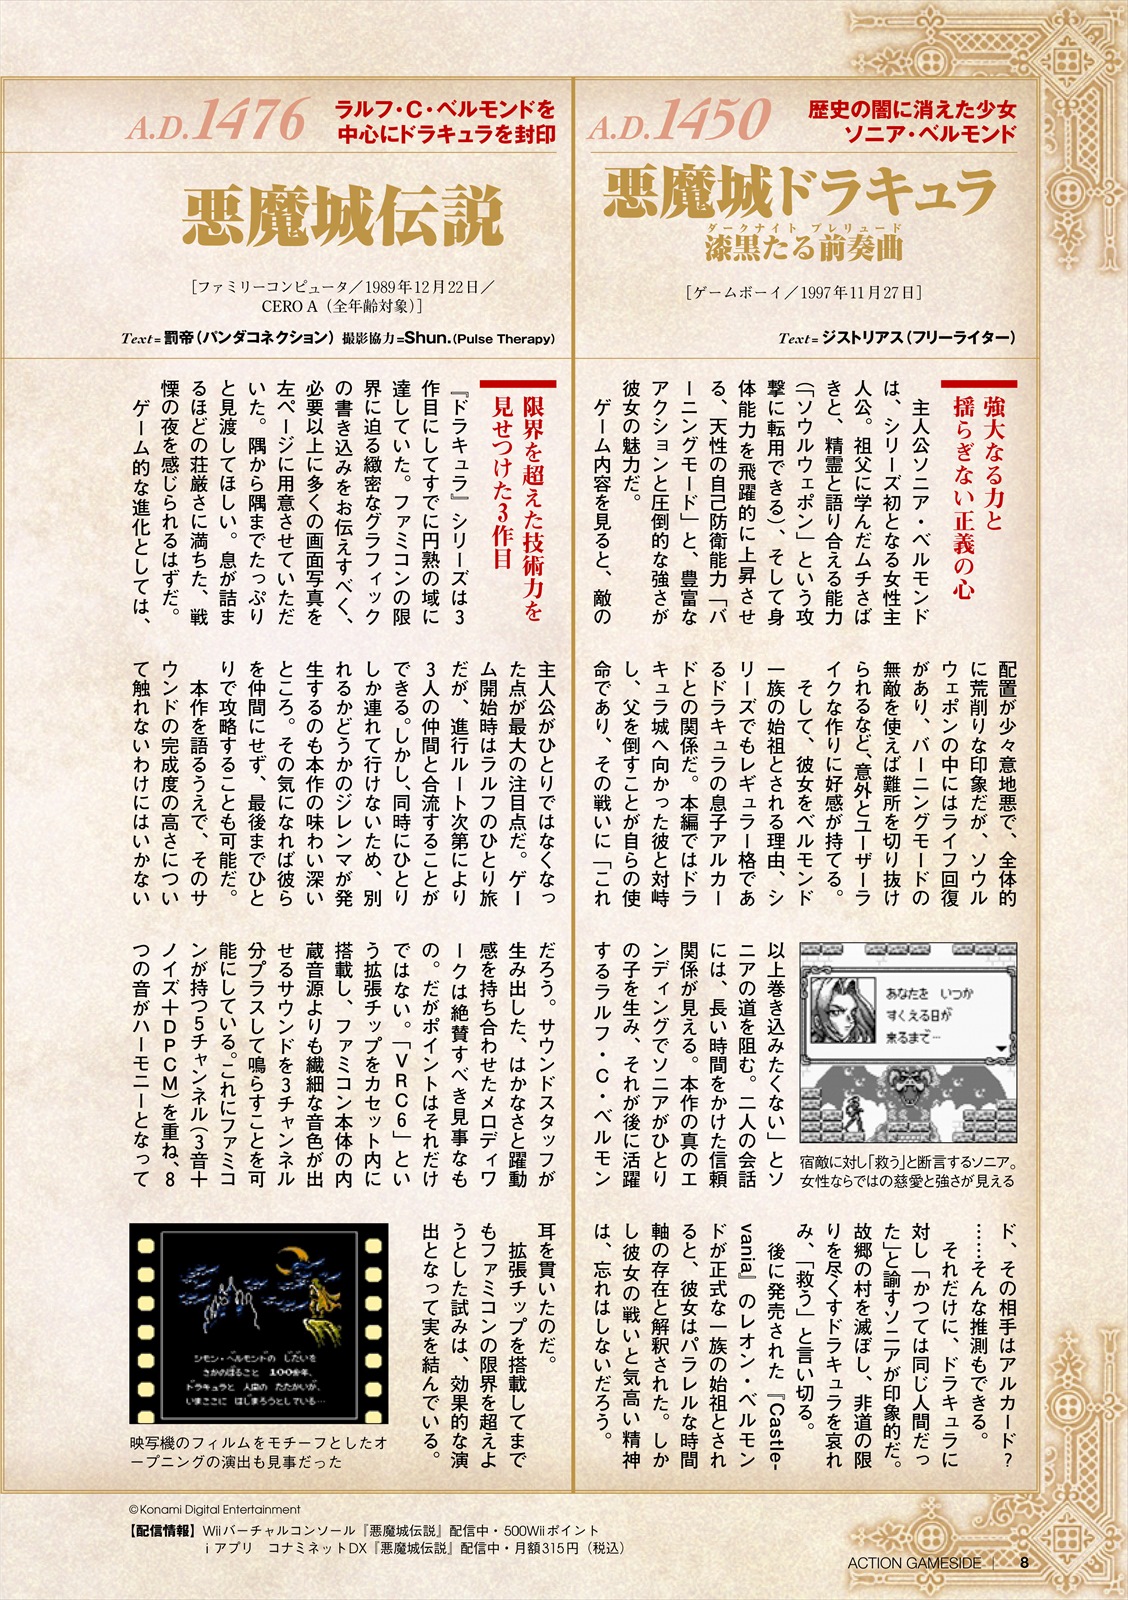 歴史の闇に消えた少女
ソニア・ベルモンド
A.D.1450
悪魔城ドラキュラ
ダークナイト プレリュード
漆黒たる前奏曲
［ゲームボーイ／1997年11月27日］
Text=ジストリアス（フリーライター）
強大なる力と
揺らぎない正義の心
　主人公ソニア・ベルモンド
は、シリーズ初となる女性主
人公。祖父に学んだムチさば
きと、精霊と語り合える能力
（「ソウルウェポン」という攻
撃に転用できる）、そして身
体能力を飛躍的に上昇させ
る、天性の自己防衛能力「バ
ーニングモード」と、豊富な
アクションと圧倒的な強さが
彼女の魅力だ。
　ゲーム内容を見ると、敵の
配置が少々意地悪で、全体的
に荒削りな印象だが、ソウル
ウェポンの中にはライフ回復
があり、バーニングモードの
無敵を使えば難所を切り抜け
られるなど、意外とユーザーラ
イクな作りに好感が持てる。
　そして、彼女をベルモンド
一族の始祖とされる理由、シ
リーズでもレギュラー格であ
るドラキュラの息子アルカー
ドとの関係だ。本編ではドラ
キュラ城へ向かった彼と対峙
し、父を倒すことが自らの使
命であり、その戦いに「これ
以上巻き込みたくない」とソ
ニアの道を阻む。二人の会話
には、長い時間をかけた信頼
関係が見える。本作の真のエ
ンディングでソニアがひとり
の子を生み、それが後に活躍
するラルフ・C・ベルモン
あなたを　いつか
すくえる日が
来るまで…
宿敵に対し「救う」と断言するソニア。
女性ならではの慈愛と強さが見える
ド、その相手はアルカード？
……そんな推測もできる。
　それだけに、ドラキュラに
対し「かつては同じ人間だっ
た」と諭すソニアが印象的だ。
故郷の村を滅ぼし、非道の限
りを尽くすドラキュラを哀れ
み、「救う」と言い切る。
　後に発売された『Castle-
vania』のレオン・ベルモン
ドが正式な一族の始祖とされ
ると、彼女はパラレルな時間
軸の存在と解釈された。しか
し彼女の戦いと気高い精神
は、忘れはしないだろう。
ラルフ・C・ベルモンドを
中心にドラキュラを封印
A.D.1476
悪魔城伝説
［ファミリーコンピュータ／1989年12月22日／
CERO A（全年齢対象）］
Text=罰帝（パンダコネクション）　撮影協力=Shun.（Pulse Therapy）
限界を超えた技術力を
見せつけた3作目
『ドラキュラ』シリーズは3
作目にしてすでに円熟の域に
達していた。ファミコンの限
界に迫る緻密なグラフィック
の書き込みをお伝えすべく、
必要以上に多くの画面写真を
左ページに用意させていただ
いた。隅から隅までたっぷり
と見渡してほしい。息が詰ま
るほどの荘厳さに満ちた、戦
慄の夜を感じられるはずだ。
　ゲーム的な進化としては、
主人公がひとりではなくなっ
た点が最大の注目点だ。ゲー
ム開始時はラルフのひとり旅
だが、進行ルート次第により
3人の仲間と合流することが
できる。しかし、同時にひとり
しか連れて行けないため、別
れるかどうかのジレンマが発
生するのも本作の味わい深い
ところ。その気になれば彼ら
を仲間にせず、最後までひと
りで攻略することも可能だ。
　本作を語るうえで、そのサ
ウンドの完成度の高さについ
て触れないわけにはいかない
だろう。サウンドスタッフが
生み出した、はかなさと躍動
感を持ち合わせたメロディワ
ークは絶賛すべき見事なも
の。だがポイントはそれだけ
ではない。「VRC6」とい
う拡張チップをカセット内に
搭載し、ファミコン本体の内
蔵音源よりも繊細な音色が出
せるサウンドを3チャンネル
分プラスして鳴らすことを可
能にしている。これにファミコ
ンが持つ5チャンネル（3音＋
ノイズ＋DPCM）を重ね、8
つの音がハーモニーとなって
耳を貫いたのだ。
　拡張チップを搭載してまで
もファミコンの限界を超えよ
うとした試みは、効果的な演
出となって実を結んでいる。
シモン・ベルモンドの　じだいを
さかのぼること　100余年、
ドラキュラと　人間の　たたかいが、
いまここに　はじまろうとしている…
映写機のフィルムをモチーフとしたオ
ープニングの演出も見事だった
©Konami Digital Entertainment
【配信情報】Wiiバーチャルコンソール『悪魔城伝説』配信中・500Wiiポイント
iアプリ　コナミネットDX『悪魔城伝説』配信中・月額315円（税込）
ACTION GAMESIDE | 8